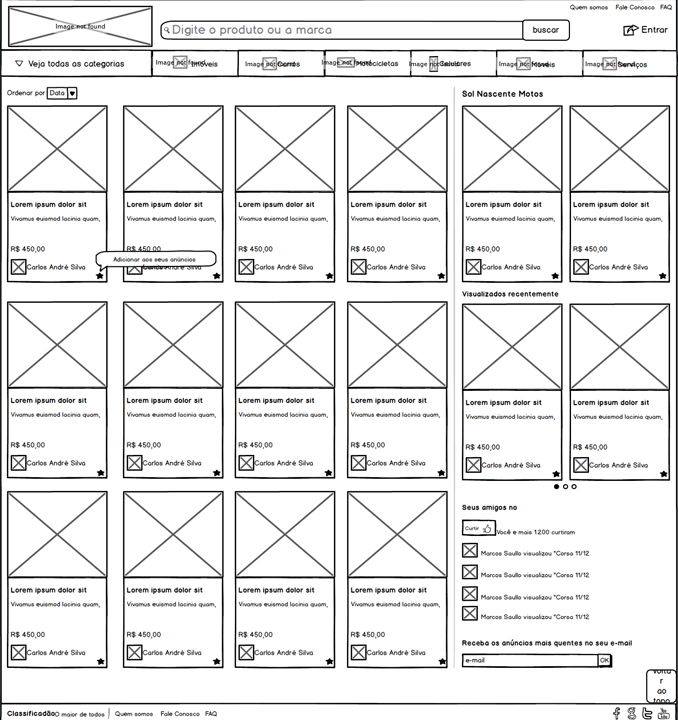 Quem somos Fale Conosco FAQ
Image not found
Digite o produto ou a marca
buscar
Entrar
Veja todas as categorias
Image not found Imóveis
Image not found Carros
Image not found Motocicletas
Image not found Celulares
Image not found Móveis
Image not found Serviços
Ordenar por Data
Lorem ipsum dolor sit
Vivamus euismod lacinia quam,
R$ 450,00
Carlos André Silva
Adicionar aos seus anúncios
Lorem ipsum dolor sit
Vivamus euismod lacinia quam,
R$ 450,00
Carlos André Silva
Lorem ipsum dolor sit
Vivamus euismod lacinia quam,
R$ 450,00
Carlos André Silva
Lorem ipsum dolor sit
Vivamus euismod lacinia quam,
R$ 450,00
Carlos André Silva
Lorem ipsum dolor sit
Vivamus euismod lacinia quam,
R$ 450,00
Carlos André Silva
Lorem ipsum dolor sit
Vivamus euismod lacinia quam,
R$ 450,00
Carlos André Silva
Lorem ipsum dolor sit
Vivamus euismod lacinia quam,
R$ 450,00
Carlos André Silva
Lorem ipsum dolor sit
Vivamus euismod lacinia quam,
R$ 450,00
Carlos André Silva
Lorem ipsum dolor sit
Vivamus euismod lacinia quam,
R$ 450,00
Carlos André Silva
Lorem ipsum dolor sit
Vivamus euismod lacinia quam,
R$ 450,00
Carlos André Silva
Lorem ipsum dolor sit
Vivamus euismod lacinia quam,
R$ 450,00
Carlos André Silva
Lorem ipsum dolor sit
Vivamus euismod lacinia quam,
R$ 450,00
Carlos André Silva
Sol Nascente Motos
Lorem ipsum dolor sit
Vivamus euismod lacinia quam,
R$ 450,00
Carlos André Silva
Lorem ipsum dolor sit
Vivamus euismod lacinia quam,
R$ 450,00
Carlos André Silva
Visualizados recentemente
Lorem ipsum dolor sit
Vivamus euismod lacinia quam,
R$ 450,00
Carlos André Silva
Lorem ipsum dolor sit
Vivamus euismod lacinia quam,
R$ 450,00
Carlos André Silva
Seus amigos no
Curtir Você e mais 1.200 curtiram
Marcos Saullo visualizou "Corsa 11/12
Marcos Saullo visualizou "Corsa 11/12
Marcos Saullo visualizou "Corsa 11/12
Marcos Saullo visualizou "Corsa 11/12
Receba os anúncios mais quentes no seu e-mail
e-mail OK
volta
r
ao
topo
Classificadão O maior de todos Quem somos Fale Conosco FAQ